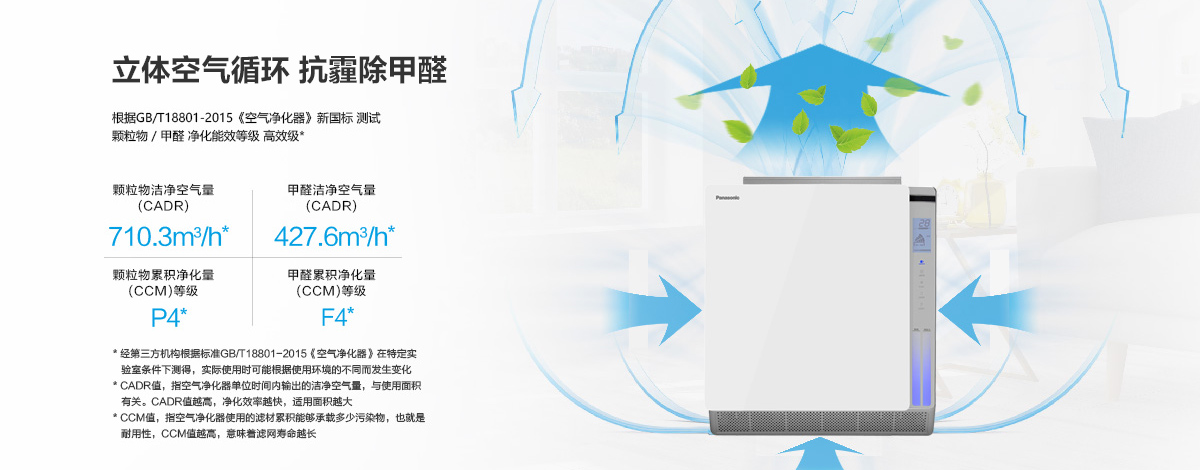 立体空气循环 抗霾除甲醛
根据GB/T18801-2015《空气净化器》新国标 测试
颗粒物 / 甲醛 净化能效等级 高效级*
颗粒物洁净空气量
(CADR)
710.3m³/h*
甲醛洁净空气量
(CADR)
427.6m³/h*
颗粒物累积净化量
(CCM)等级
P4*
甲醛累积净化量
(CCM)等级
F4*
* 经第三方机构根据标准GB/T18801-2015《空气净化器》在特定实
验室条件下测得，实际使用时可能根据使用环境的不同而发生变化
* CADR值，指空气净化器单位时间内输出的洁净空气量，与使用面积
有关。CADR值越高，净化效率越快，适用面积越大
* CCM值，指空气净化器使用的滤材累积能够承载多少污染物，也就是
耐用性，CCM值越高，意味着滤网寿命越长
Panasonic
28